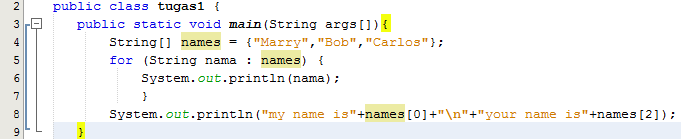 2 public class tugas1 {
3 public static void main(String args[]){
4 String[] names = {"Marry","Bob","Carlos"};
5 for (String nama : names) {
6 System.out.println(nama);
7 }
8 System.out.println("my name is"+names[0]+"\n"+"your name is"+names[2]);
9 }